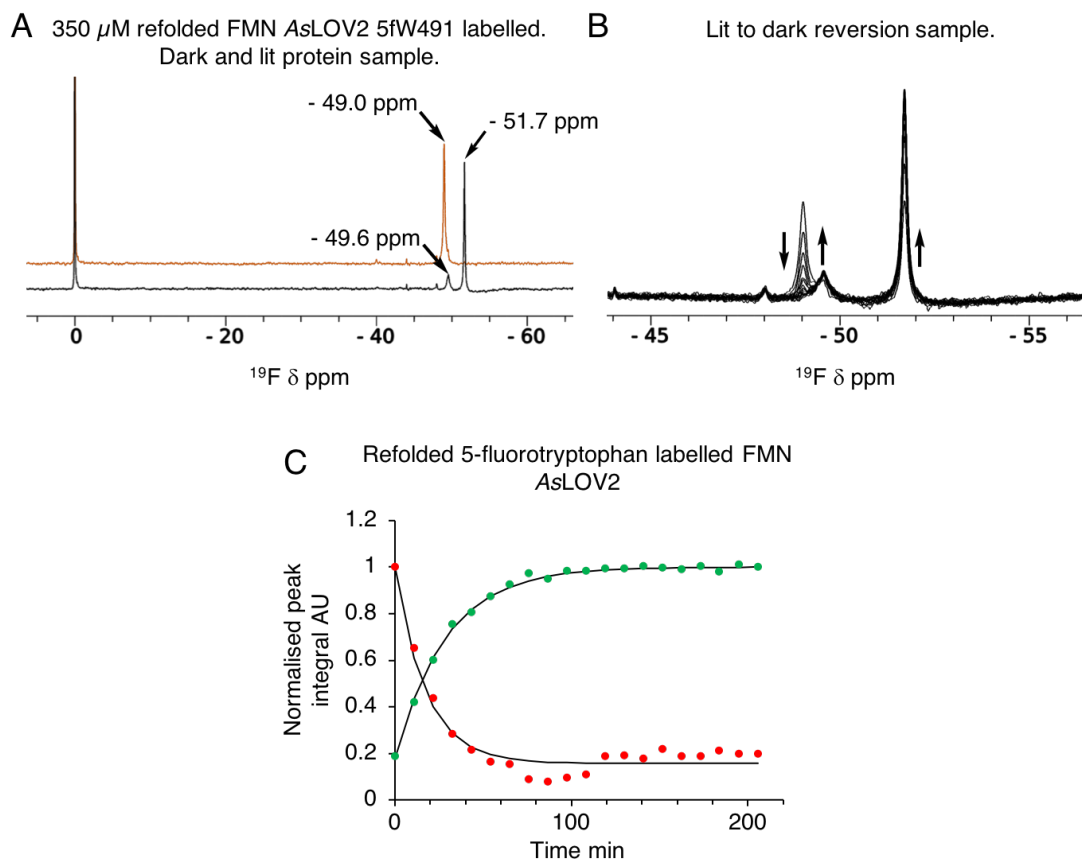 A
350 µM refolded FMN AsLOV2 5fW491 labelled.
Dark and lit protein sample.
- 49.0 ppm
- 51.7 ppm
- 49.6 ppm
0
- 20
- 40
- 60
¹⁹F δ ppm
B
Lit to dark reversion sample.
- 45
- 50
- 55
¹⁹F δ ppm
C
Refolded 5-fluorotryptophan labelled FMN
AsLOV2
Normalised peak
integral AU
1.2
1
0.8
0.6
0.4
0.2
0
0
100
200
Time min